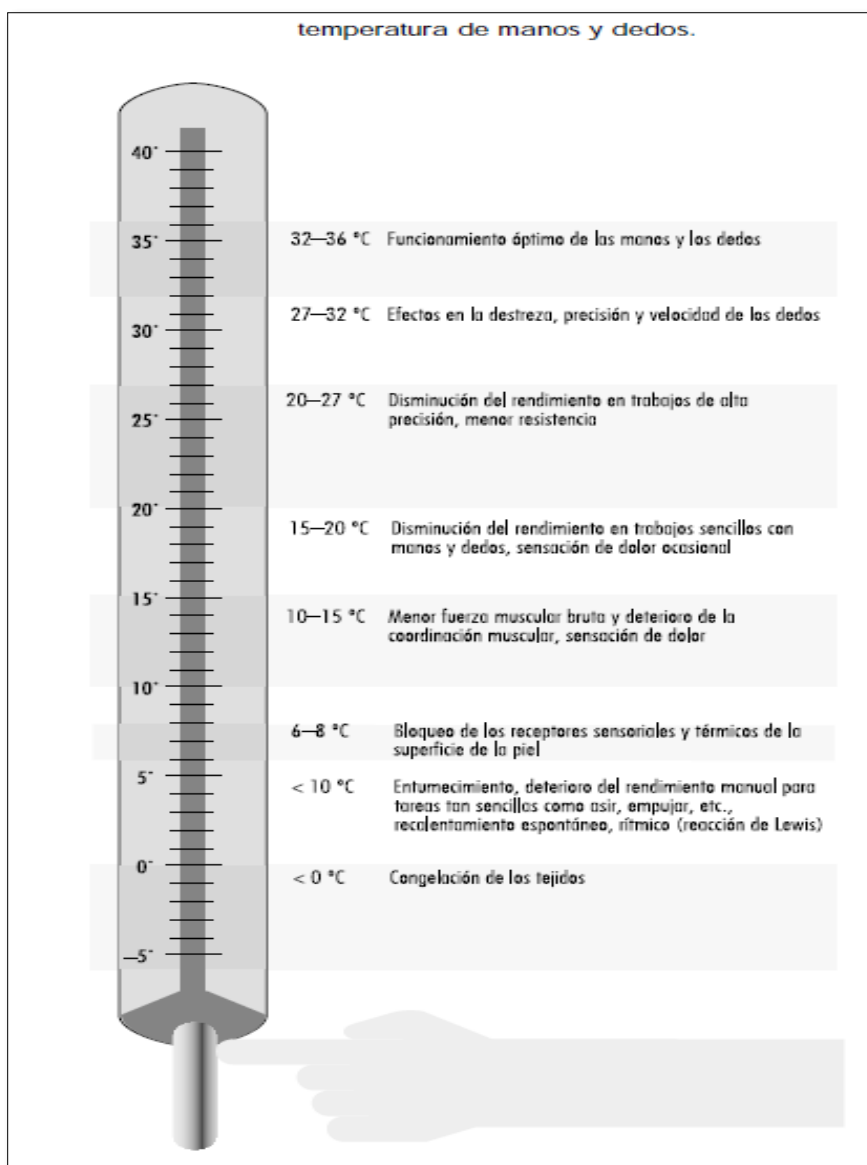 temperatura de manos y dedos.
40°
35°
32–36 °C Funcionamiento óptimo de las manos y los dedos
27–32 °C Efectos en la destreza, precisión y velocidad de los dedos
30°
20–27 °C Disminución del rendimiento en trabajos de alta
precisión, menor resistencia
25°
20°
15–20 °C Disminución del rendimiento en trabajos sencillos con
manos y dedos, sensación de dolor ocasional
15°
10–15 °C Menor fuerza muscular bruta y deterioro de la
coordinación muscular, sensación de dolor
10°
6–8 °C Bloqueo de los receptores sensoriales y térmicos de la
superficie de la piel
5°
< 10 °C Entumecimiento, deterioro del rendimiento manual para
tareas tan sencillas como asir, empujar, etc.,
recalentamiento espontáneo, rítmico (reacción de Lewis)
0°
< 0 °C Congelación de los tejidos
–5°